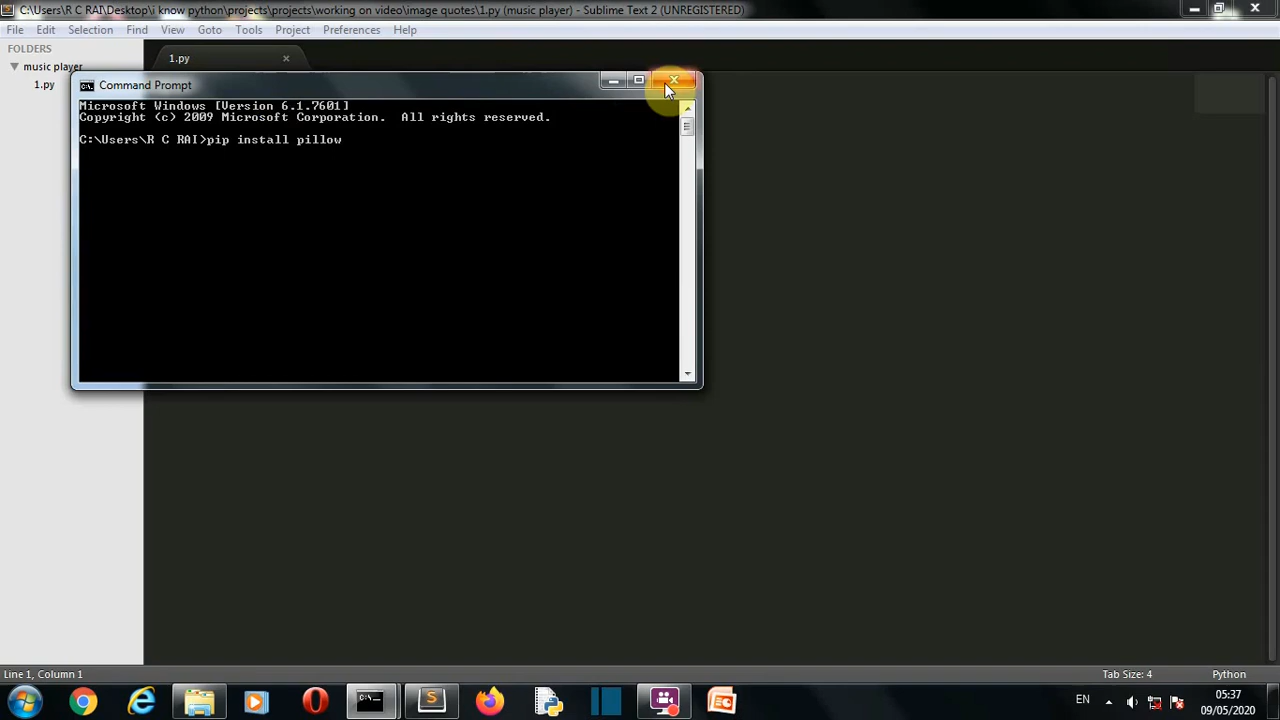 C:\Users\R C RAI\Desktop\i know python\projects\projects\working on video\image quotes\1.py (music player) - Sublime Text 2 (UNREGISTERED)
File Edit Selection Find View Goto Tools Project Preferences Help
FOLDERS
music player
1.py
1.py
Command Prompt
Microsoft Windows [Version 6.1.7601]
Copyright (c) 2009 Microsoft Corporation. All rights reserved.
C:\Users\R C RAI>pip install pillow
Line 1, Column 1
Tab Size: 4
Python
EN
05:37
09/05/2020